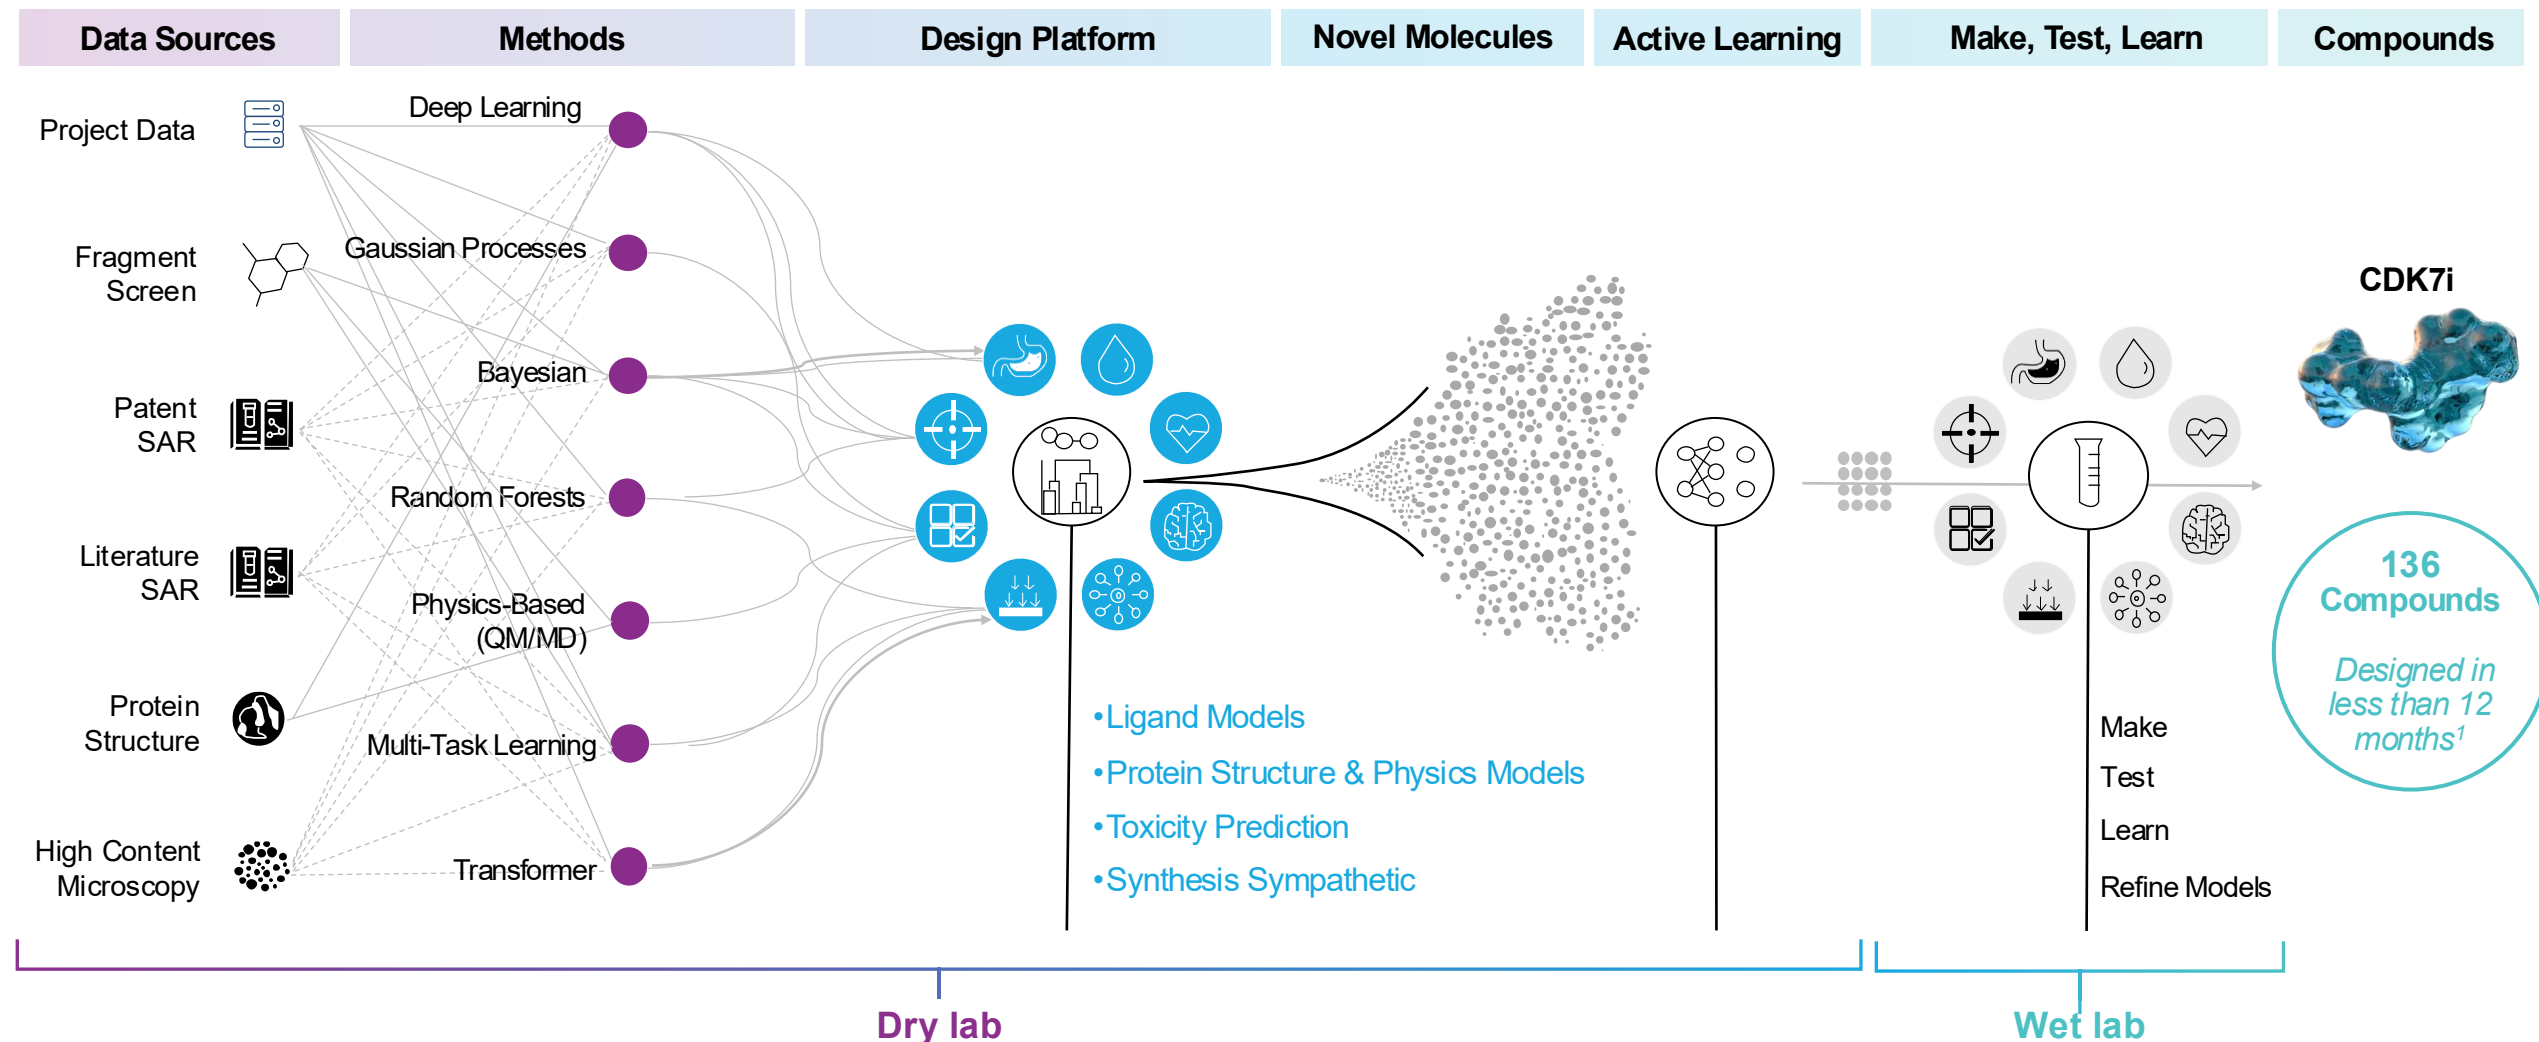 Data Sources
Methods
Design Platform
Novel Molecules
Active Learning
Make, Test, Learn
Compounds
Project Data
Fragment
Screen
Patent
SAR
Literature
SAR
Protein
Structure
High Content
Microscopy
Deep Learning
Gaussian Processes
Bayesian
Random Forests
Physics-Based
(QM/MD)
Multi-Task Learning
Transformer
•Ligand Models
•Protein Structure & Physics Models
•Toxicity Prediction
•Synthesis Sympathetic
Make
Test
Learn
Refine Models
CDK7i
136
Compounds
Designed in
less than 12
months¹
Dry lab
Wet lab